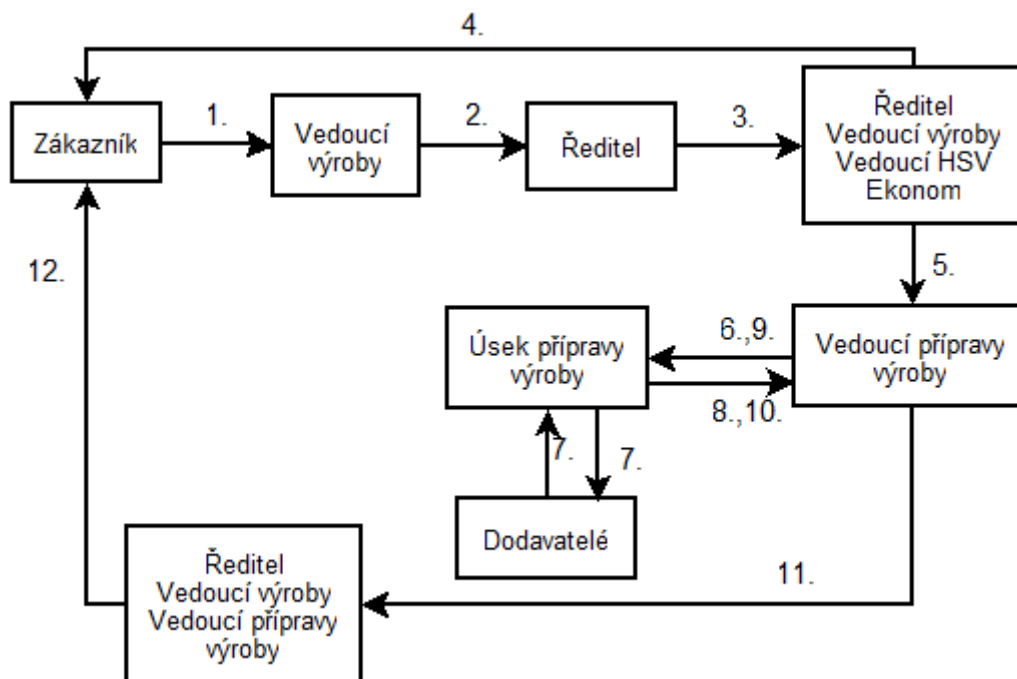 4.
Zákazník
1.
Vedoucí
výroby
2.
Ředitel
3.
Ředitel
Vedoucí výroby
Vedoucí HSV
Ekonom
12.
5.
Úsek přípravy
výroby
6.,9.
8.,10.
Vedoucí přípravy
výroby
7.
7.
Dodavatelé
Ředitel
Vedoucí výroby
Vedoucí přípravy
výroby
11.